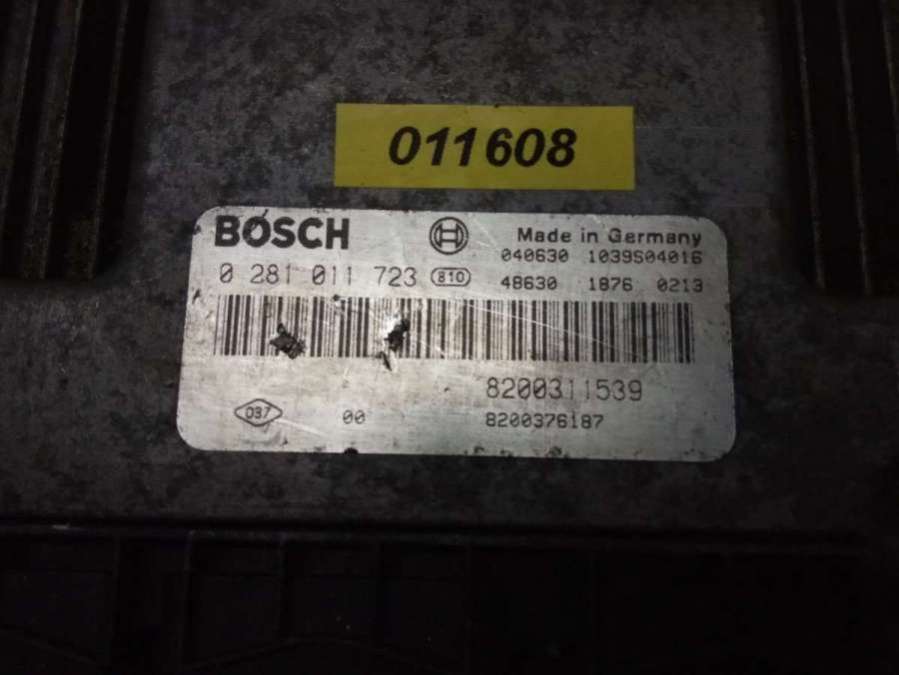 011608
BOSCH
Made in Germany
040630 1039S04016
0 281 011 723 810
48630 1876 0213
8200311539
037 00 8200376187